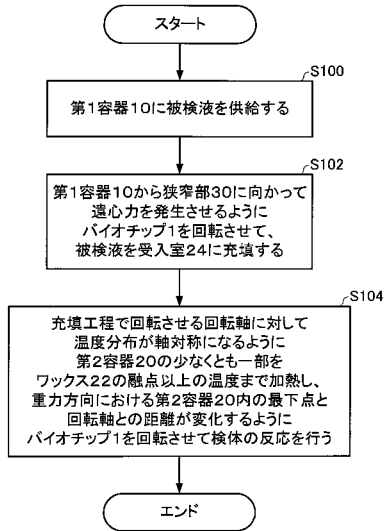 スタート
S100
第1容器10に被検液を供給する
S102
第1容器10から狭窄部30に向かって
遠心力を発生させるように
バイオチップ1を回転させて、
被検液を受入室24に充填する
S104
充填工程で回転させる回転軸に対して
温度分布が軸対称になるように
第2容器20の少なくとも一部を
ワックス22の融点以上の温度まで加熱し、
重力方向における第2容器20内の最下点と
回転軸との距離が変化するように
バイオチップ1を回転させて検体の反応を行う
エンド